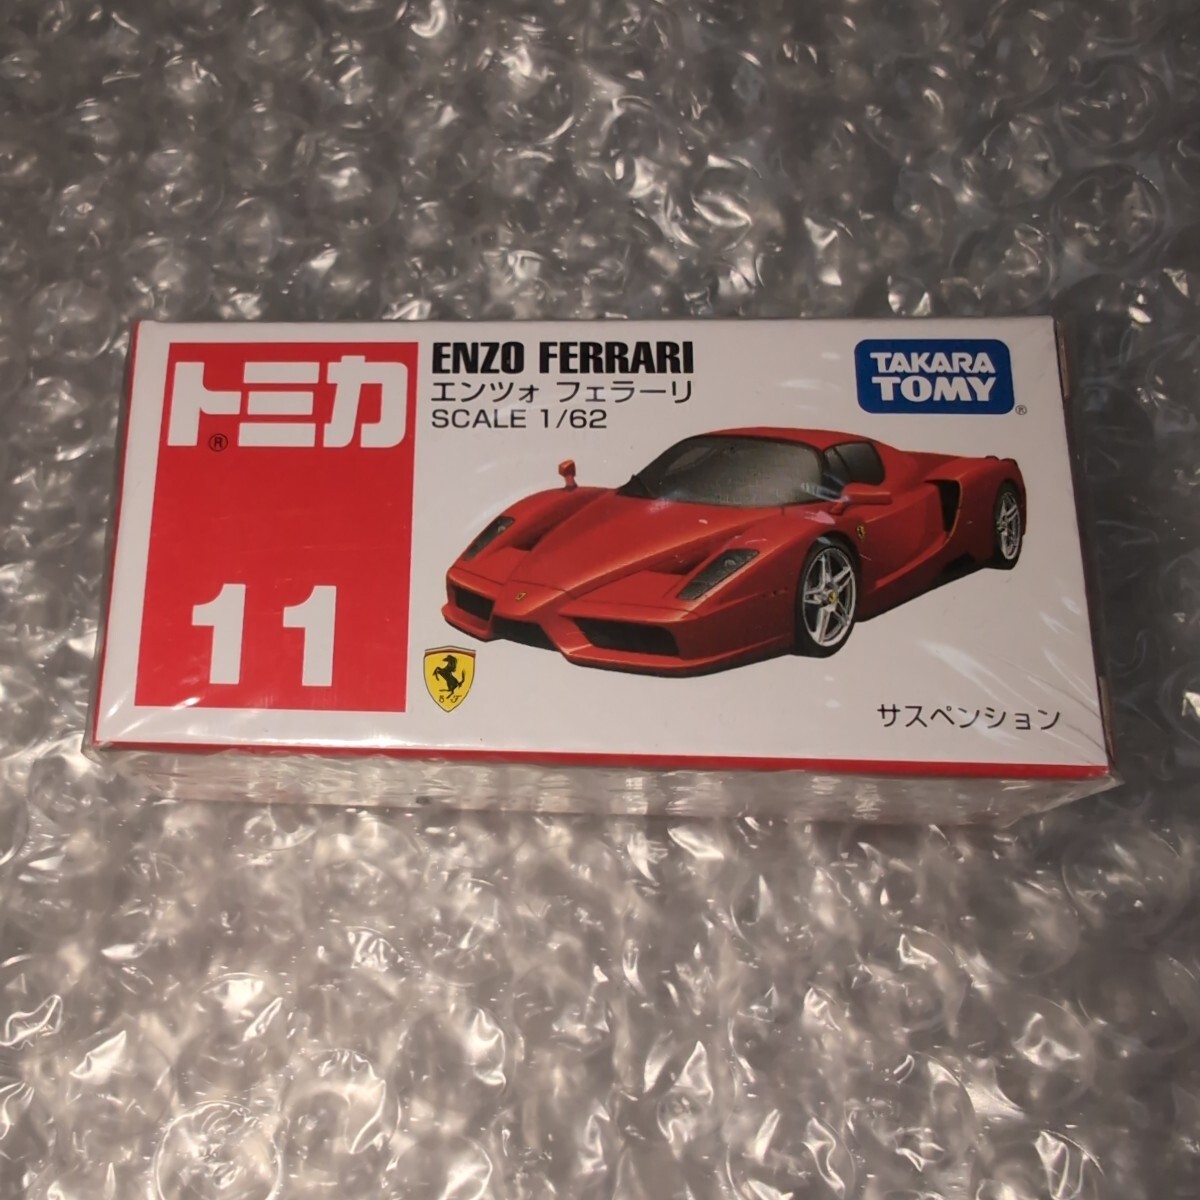 トミカ
®
11
ENZO FERRARI
エンツォ フェラーリ
SCALE 1/62
TAKARA
TOMY
®
S F
サスペンション